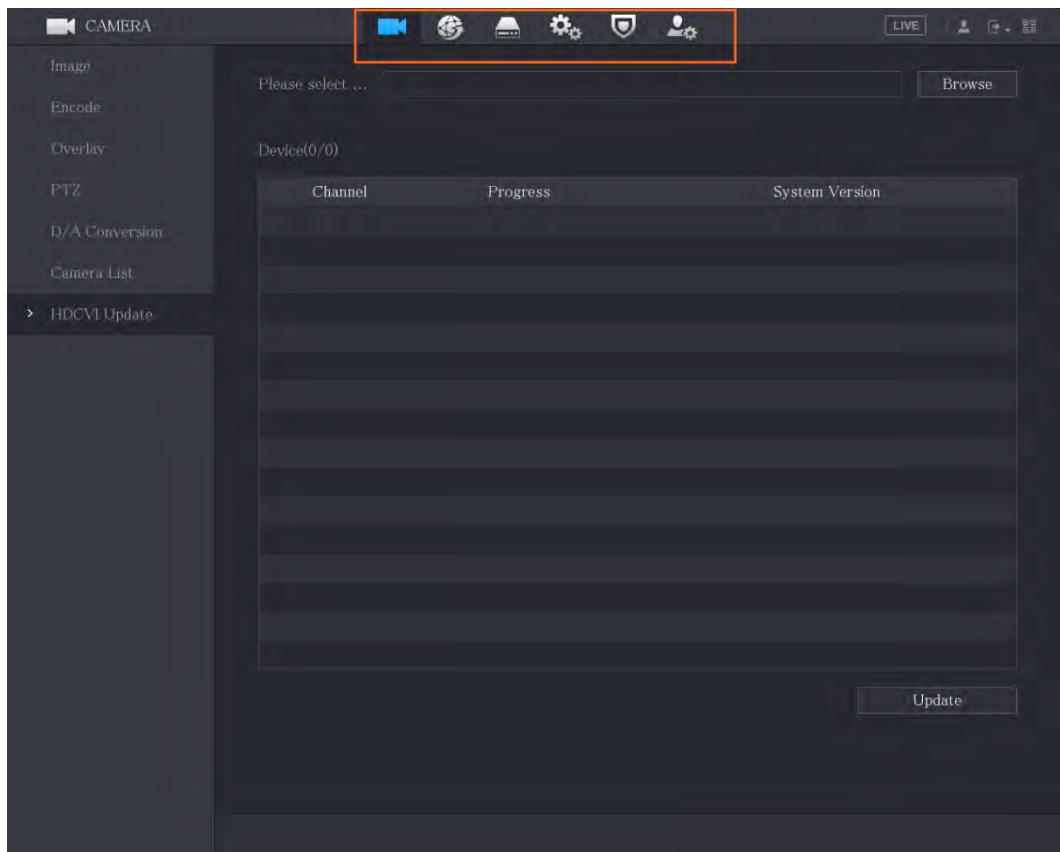 CAMERA
LIVE
Image
Encode
Overlay
PTZ
D/A Conversion
Camera List
HDCVI Update
Please select ...
Browse
Device(0/0)
Channel Progress System Version
Update